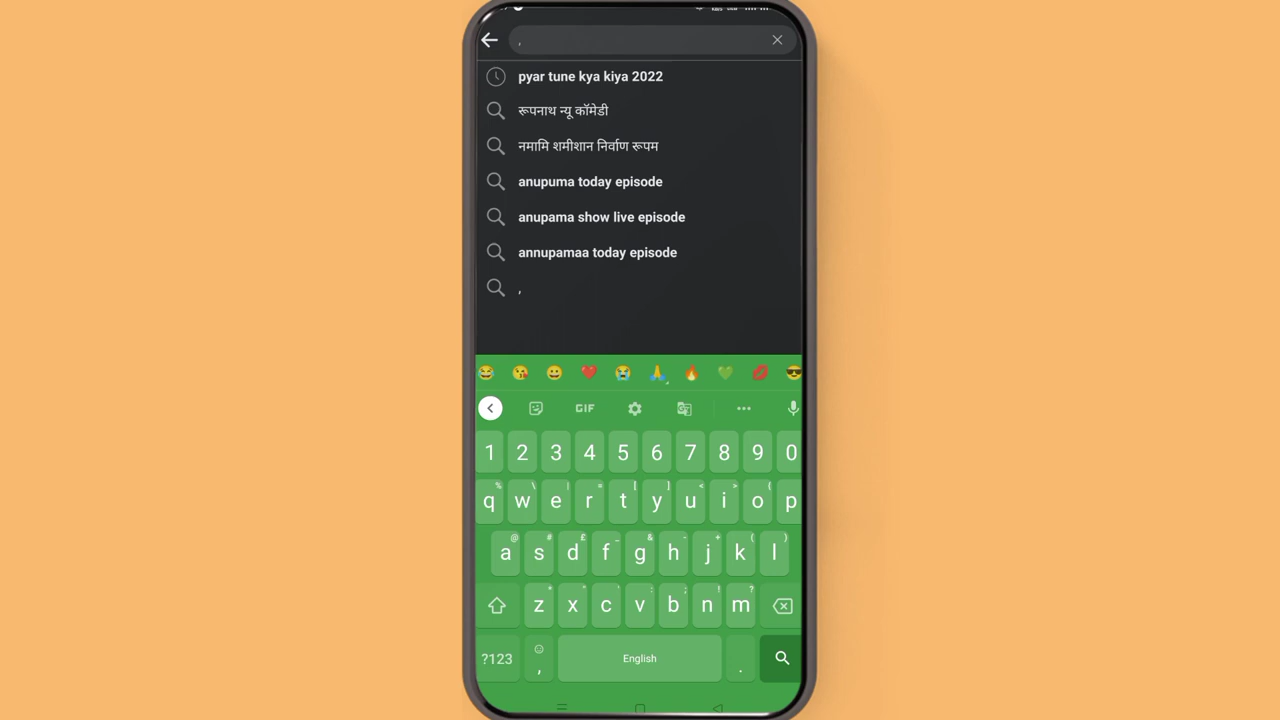 ,
pyar tune kya kiya 2022
रूपनाथ न्यू कॉमेडी
नमामि शमीशान निर्वाण रूपम
anupuma today episode
anupama show live episode
annupamaa today episode
,
GIF
1 2 3 4 5 6 7 8 9 0
q w e r t y u i o p
a s d f g h j k l
z x c v b n m
?123 , English .